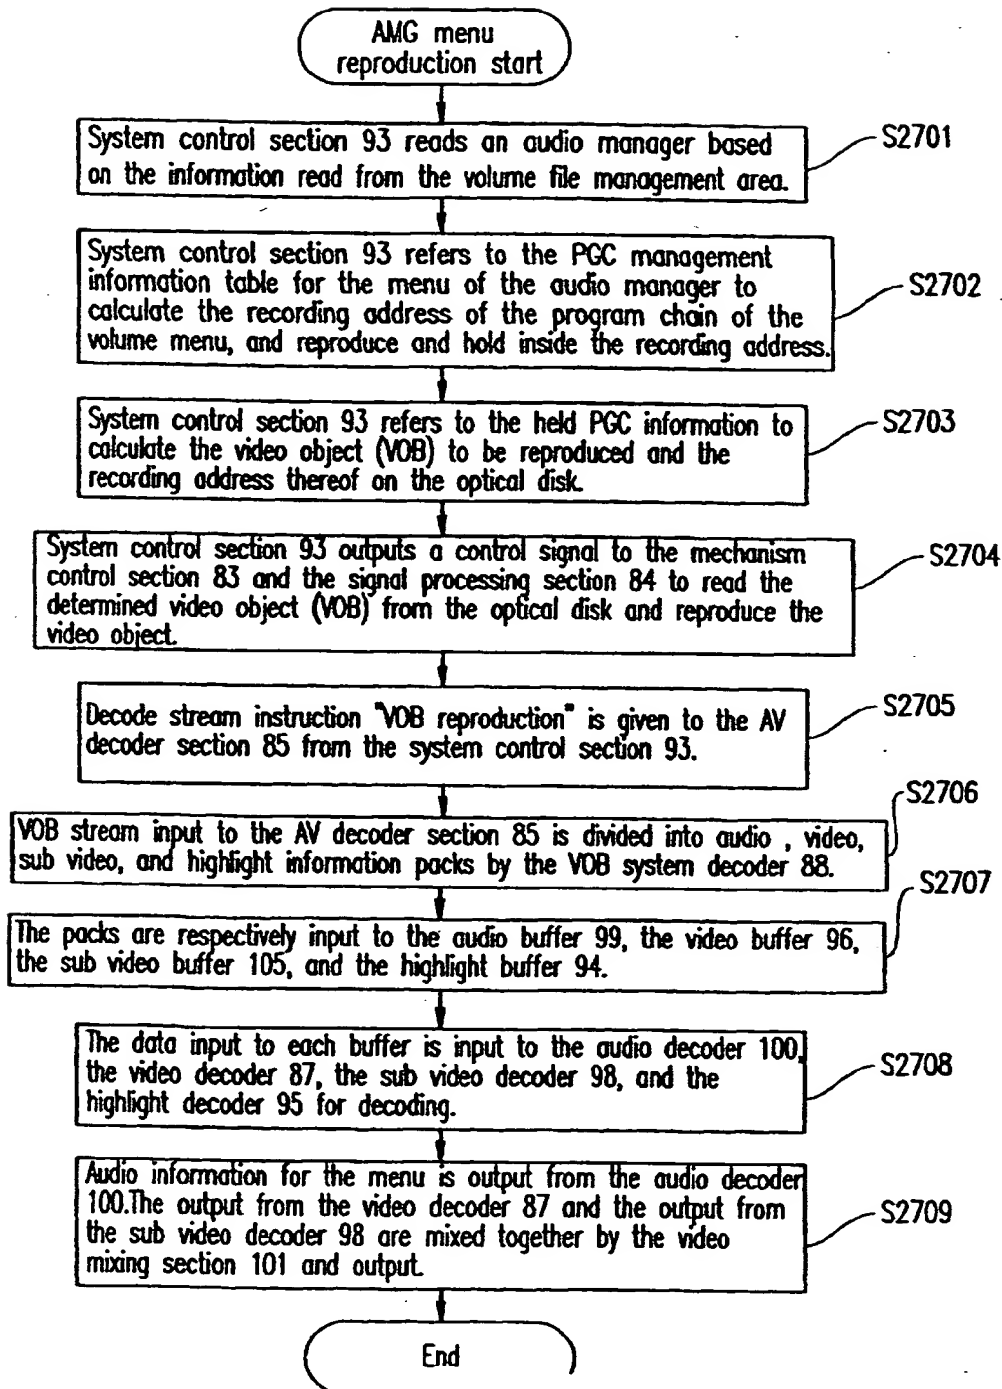 AMG menu
reproduction start
System control section 93 reads an audio manager based
on the information read from the volume file management area.
S2701
System control section 93 refers to the PGC management
information table for the menu of the audio manager to
calculate the recording address of the program chain of the
volume menu, and reproduce and hold inside the recording address.
S2702
System control section 93 refers to the held PGC information to
calculate the video object (VOB) to be reproduced and the
recording address thereof on the optical disk.
S2703
System control section 93 outputs a control signal to the mechanism
control section 83 and the signal processing section 84 to read the
determined video object (VOB) from the optical disk and reproduce the
video object.
S2704
Decode stream instruction "VOB reproduction" is given to the AV
decoder section 85 from the system control section 93.
S2705
VOB stream input to the AV decoder section 85 is divided into audio , video,
sub video, and highlight information packs by the VOB system decoder 88.
S2706
The packs are respectively input to the audio buffer 99, the video buffer 96,
the sub video buffer 105, and the highlight buffer 94.
S2707
The data input to each buffer is input to the audio decoder 100,
the video decoder 87, the sub video decoder 98, and the
highlight decoder 95 for decoding.
S2708
Audio information for the menu is output from the audio decoder
100.The output from the video decoder 87 and the output from
the sub video decoder 98 are mixed together by the video
mixing section 101 and output.
S2709
End